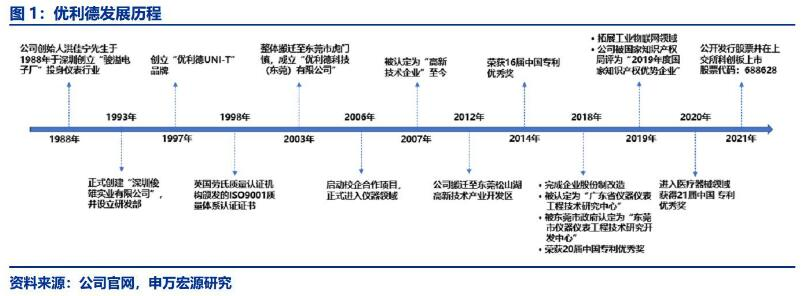 图 1：优利德发展历程
公司创始人洪佳宁先生于
1988年于深圳创立“骏溢电
子厂”投身仪表行业
创立“优利德UNI-T”
品牌
整体搬迁至东莞市虎门
镇，成立“优利德科技
（东莞）有限公司”
被认定为“高新
技术企业”至今
荣获16届中国专利
优秀奖
• 拓展工业物联网领域
• 公司被国家知识产权
局评为“2019年度国
家知识产权优势企业”
公开发行股票并在上
交所科创板上市
股票代码：688628
1993年
1998年
2006年
2012年
2018年
2020年
1988年
1997年
2003年
2007年
2014年
2019年
2021年
正式创建“深圳俊
雄实业有限公司”，
并设立研发部
英国劳氏质量认证机
构颁发的ISO9001质
量体系认证证书
启动校企合作项目，
正式进入仪器领域
公司搬迁至东莞松山湖
高新技术产业开发区
• 完成企业股份制改造
• 被认定为“广东省仪器仪表
工程技术研究中心”
• 被东莞市政府认定为“东莞
市仪器仪表工程技术研究开
发中心”
• 荣获20届中国专利优秀奖
进入医疗器械领域
获得21届中国 专利
优秀奖
资料来源：公司官网，申万宏源研究